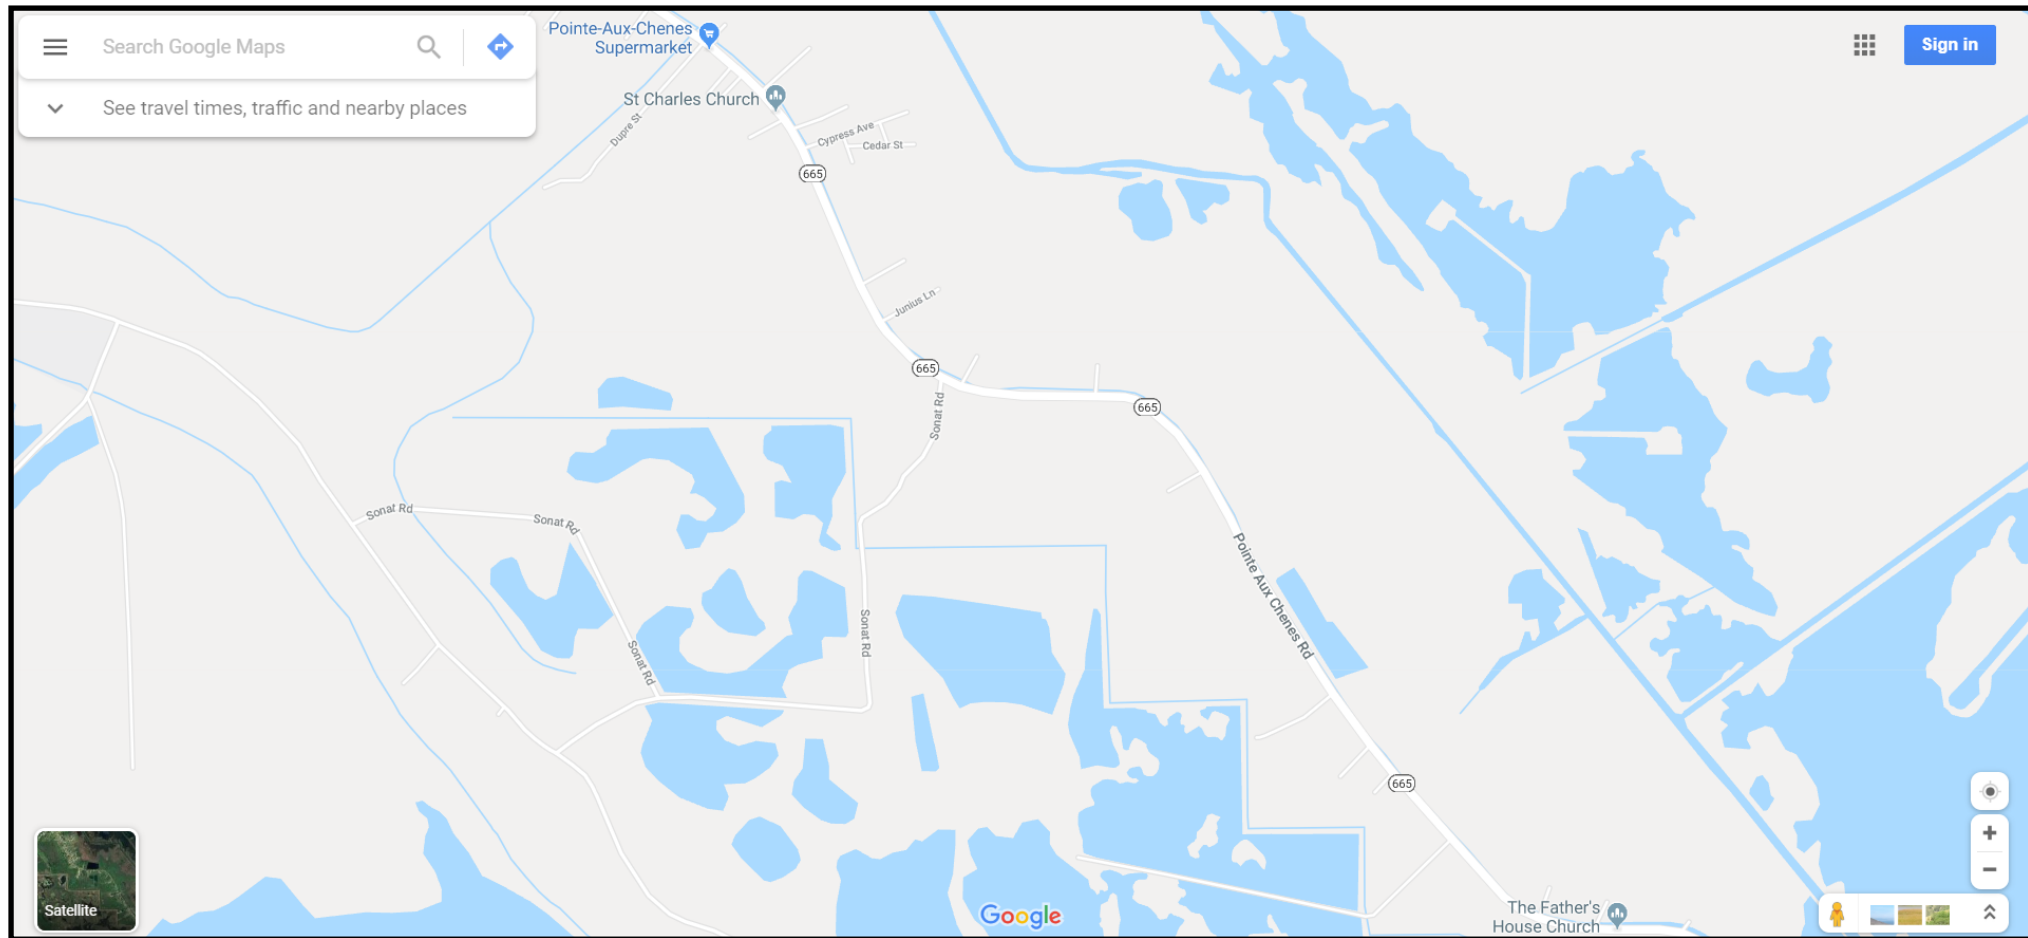 Search Google Maps
See travel times, traffic and nearby places
Pointe-Aux-Chenes
Supermarket
Sign in
St Charles Church
Dupre St
Cypress Ave
Cedar St
665
Junius Ln
665
Sonat Rd
665
Sonat Rd
Sonat Rd
Pointe Aux Chenes Rd
Sonat Rd
Sonat Rd
665
Satellite
Google
The Father's
House Church